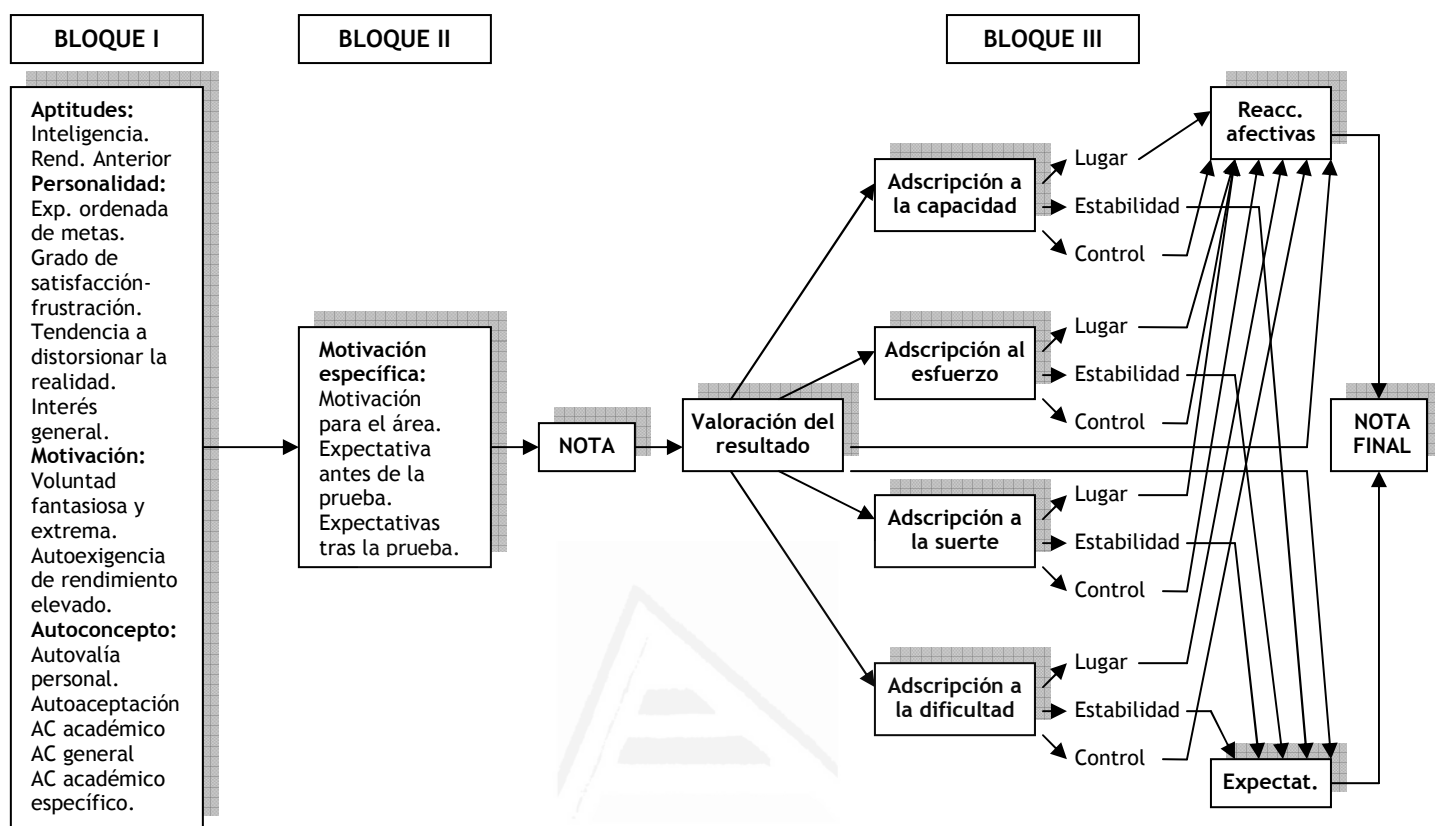 BLOQUE I
BLOQUE II
BLOQUE III
Aptitudes:
Inteligencia.
Rend. Anterior
Personalidad:
Exp. ordenada
de metas.
Grado de
satisfacción-
frustración.
Tendencia a
distorsionar la
realidad.
Interés
general.
Motivación:
Voluntad
fantasiosa y
extrema.
Autoexigencia
de rendimiento
elevado.
Autoconcepto:
Autovalía
personal.
Autoaceptación
AC académico
AC general
AC académico
específico.
Motivación
específica:
Motivación
para el área.
Expectativa
antes de la
prueba.
Expectativas
tras la prueba.
NOTA
Valoración del
resultado
Adscripción a
la capacidad
Lugar
Estabilidad
Control
Adscripción al
esfuerzo
Lugar
Estabilidad
Control
Adscripción a
la suerte
Lugar
Estabilidad
Control
Adscripción a
la dificultad
Lugar
Estabilidad
Control
Reacc.
afectivas
Expectat.
NOTA
FINAL